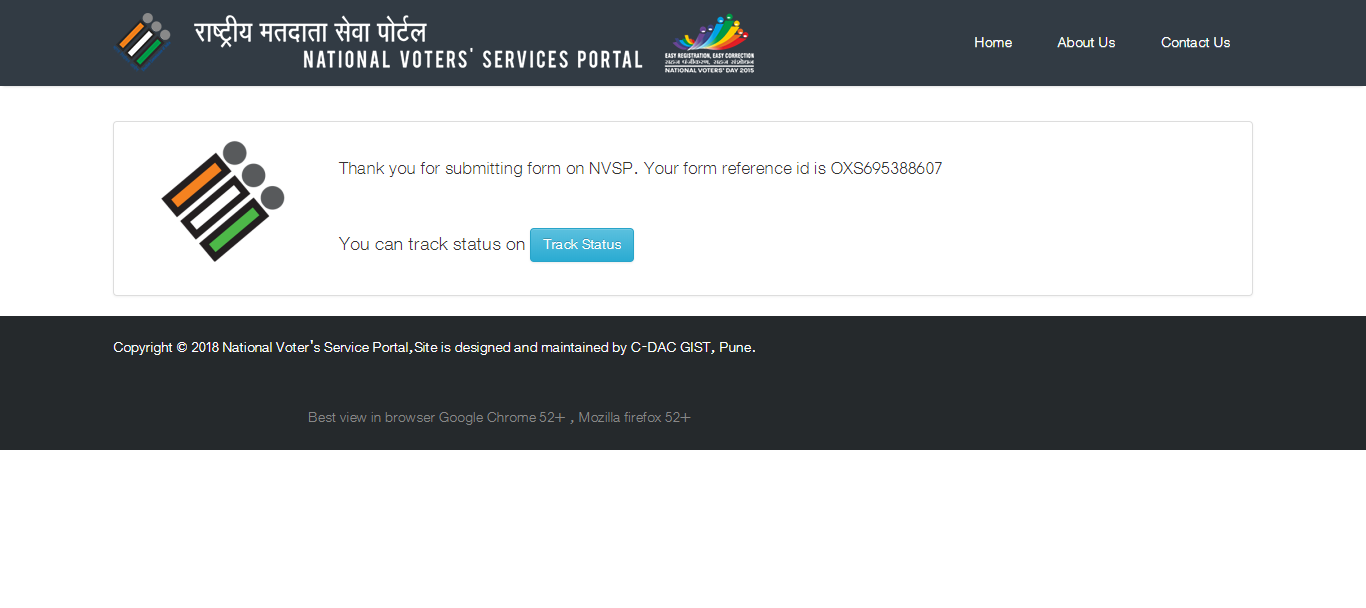 राष्ट्रीय मतदाता सेवा पोर्टल
NATIONAL VOTERS' SERVICES PORTAL
EASY REGISTRATION, EASY CORRECTION
NATIONAL VOTERS' DAY 2015
Home About Us Contact Us
Thank you for submitting form on NVSP. Your form reference id is OXS695388607
You can track status on Track Status
Copyright © 2018 National Voter's Service Portal,Site is designed and maintained by C-DAC GIST, Pune.
Best view in browser Google Chrome 52+ , Mozilla firefox 52+